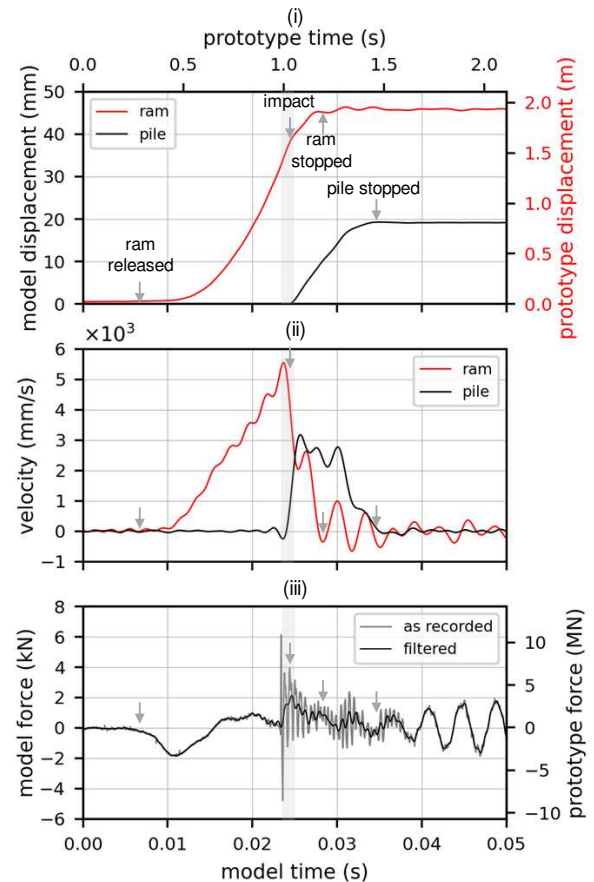 (i)
prototype time (s)
0.0 0.5 1.0 1.5 2.0
model displacement (mm)
prototype displacement (m)
50
40
30
20
10
0
2.0
1.5
1.0
0.5
0.0
ram
pile
impact
ram
stopped
pile stopped
ram
released
(ii)
×10³
velocity (mm/s)
6
5
4
3
2
1
0
−1
ram
pile
(iii)
model force (kN)
prototype force (MN)
8
6
4
2
0
−2
−4
−6
10
5
0
−5
−10
as recorded
filtered
0.00 0.01 0.02 0.03 0.04 0.05
model time (s)